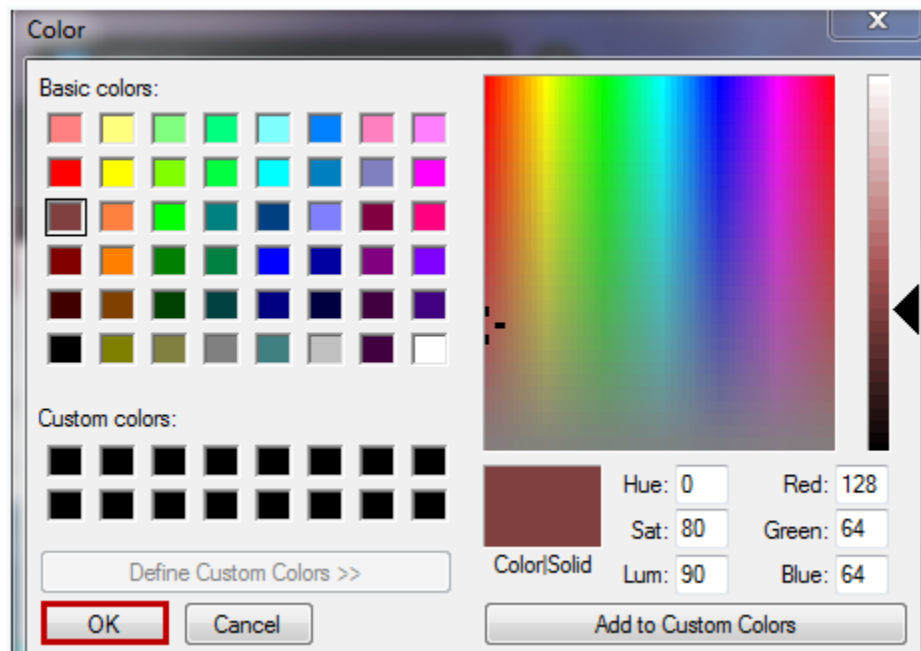 Color
X
Basic colors:
Custom colors:
Define Custom Colors >>
OK Cancel
Color|Solid
Hue: 0 Red: 128
Sat: 80 Green: 64
Lum: 90 Blue: 64
Add to Custom Colors